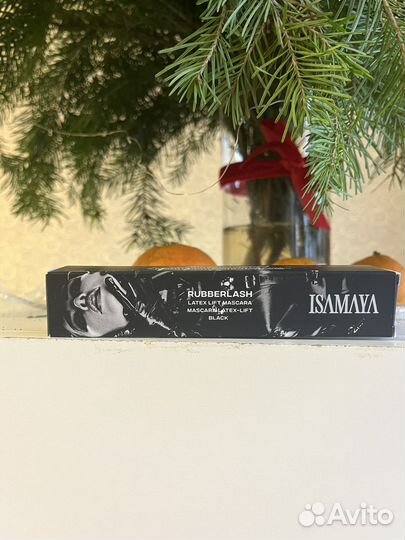 RUBBERLASH
LATEX LIFT MASCARA
MASCARA LATEX-LIFT
BLACK
ISAMAYA
Avito